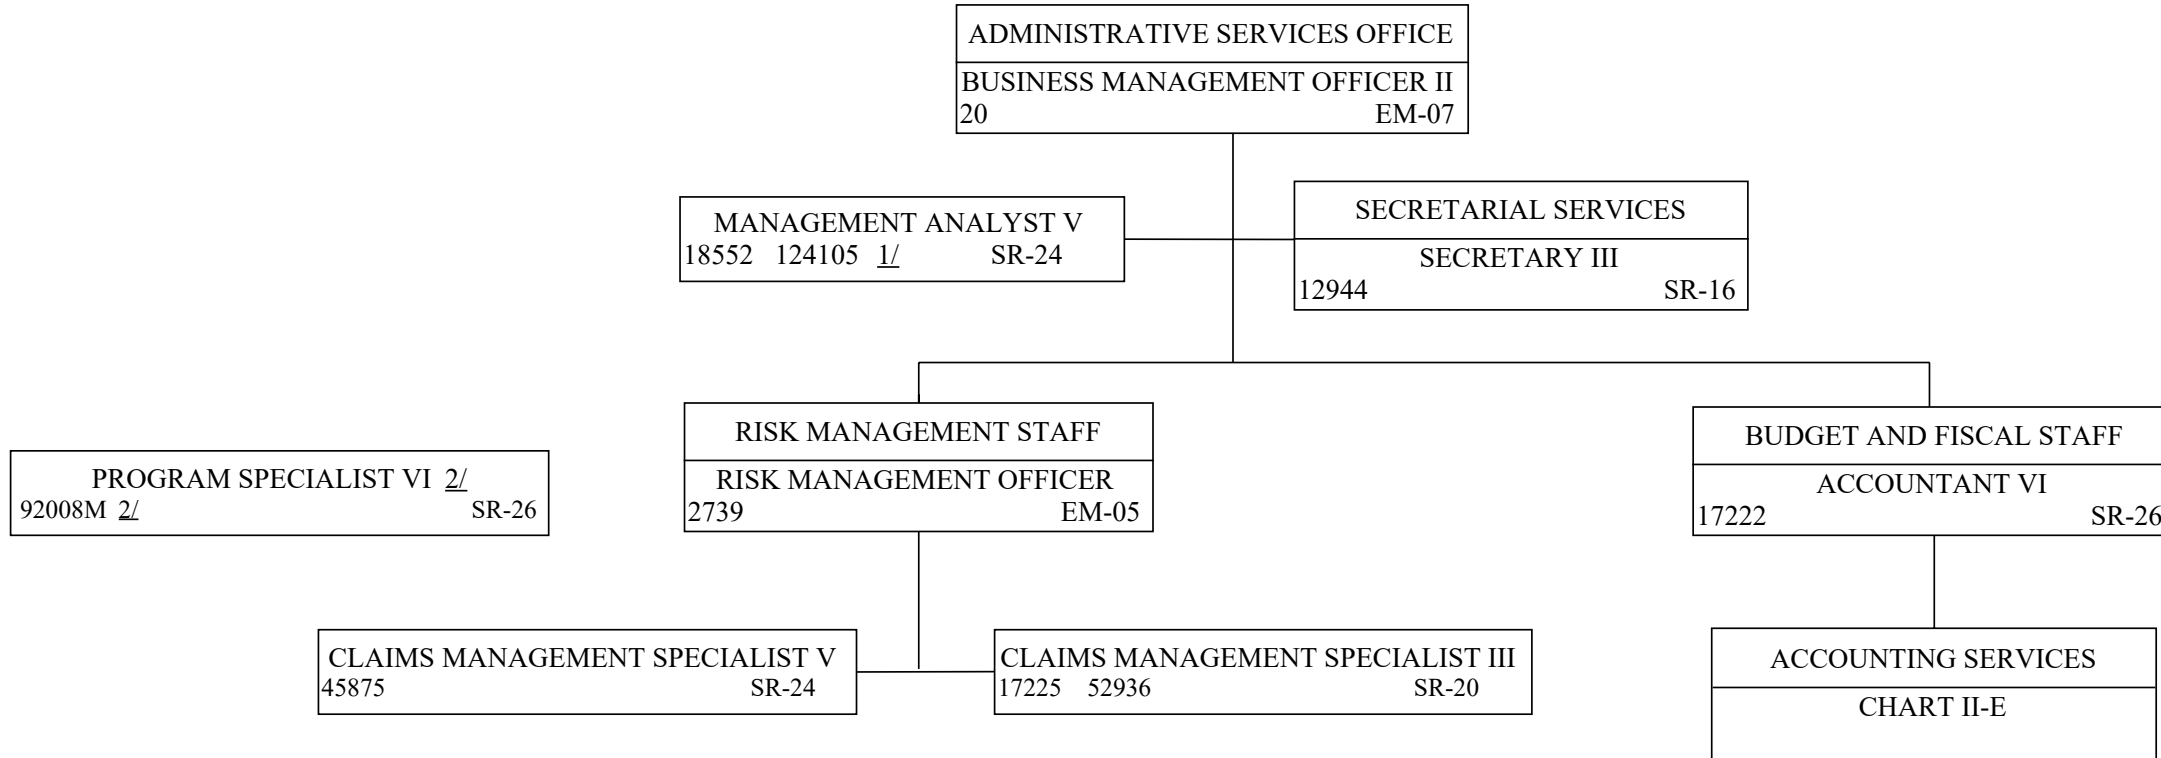 ADMINISTRATIVE SERVICES OFFICE
BUSINESS MANAGEMENT OFFICER II
20 EM-07
MANAGEMENT ANALYST V
18552 124105 1/ SR-24
SECRETARIAL SERVICES
SECRETARY III
12944 SR-16
PROGRAM SPECIALIST VI 2/
92008M 2/ SR-26
RISK MANAGEMENT STAFF
RISK MANAGEMENT OFFICER
2739 EM-05
BUDGET AND FISCAL STAFF
ACCOUNTANT VI
17222 SR-26
CLAIMS MANAGEMENT SPECIALIST V
45875 SR-24
CLAIMS MANAGEMENT SPECIALIST III
17225 52936 SR-20
ACCOUNTING SERVICES
CHART II-E